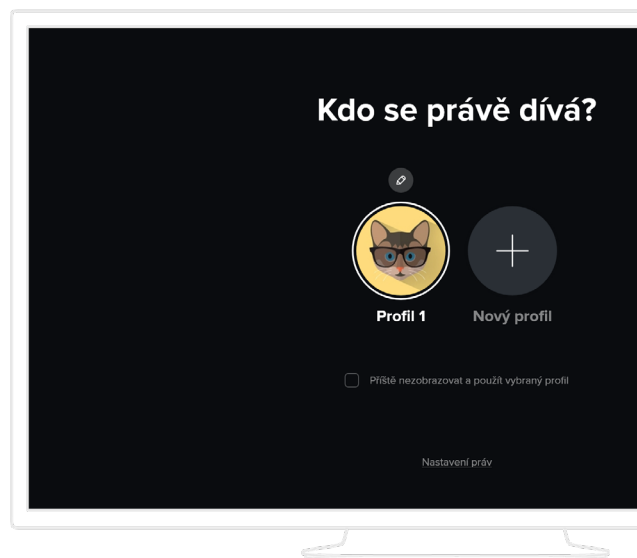 Kdo se právě dívá?
Profil 1
Nový profil
Příště nezobrazovat a použít vybraný profil
Nastavení práv